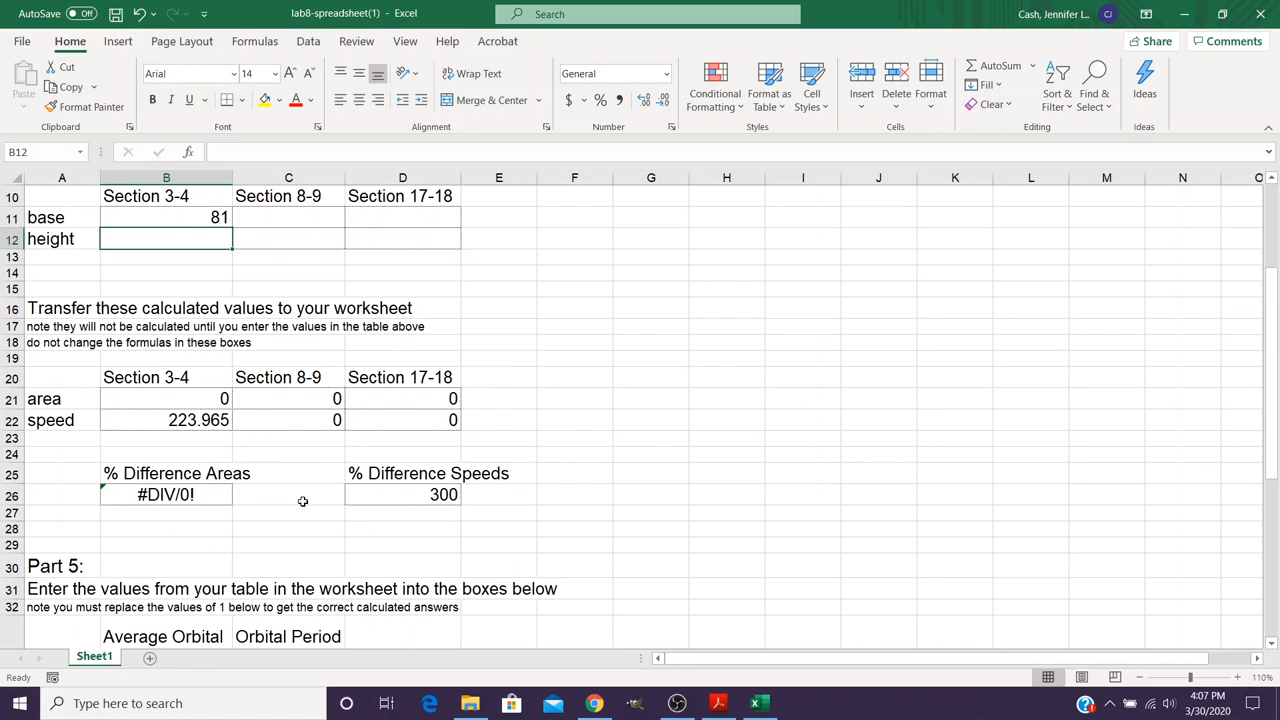 AutoSave Off lab8-spreadsheet(1) - Excel Search Cash, Jennifer L... CJ
File Home Insert Page Layout Formulas Data Review View Help Acrobat Share Comments
Paste Cut Copy Format Painter Clipboard
Arial 14 A A B I U A Font
Wrap Text Merge & Center Alignment
General $ % , Number
Conditional Formatting Format as Table Cell Styles Styles
Insert Delete Format Cells
AutoSum Fill Clear Sort & Filter Find & Select Editing
Ideas Ideas
B12 fx
A B C D E F G H I J K L M N O
10 Section 3-4 Section 8-9 Section 17-18
11 base 81
12 height
13
14
15
16 Transfer these calculated values to your worksheet
17 note they will not be calculated until you enter the values in the table above
18 do not change the formulas in these boxes
19
20 Section 3-4 Section 8-9 Section 17-18
21 area 0 0 0
22 speed 223.965 0 0
23
24
25 % Difference Areas % Difference Speeds
26 #DIV/0! 300
27
28
29
30 Part 5:
31 Enter the values from your table in the worksheet into the boxes below
32 note you must replace the values of 1 below to get the correct calculated answers
Average Orbital Orbital Period
Sheet1
Ready 110%
Type here to search 4:07 PM
3/30/2020